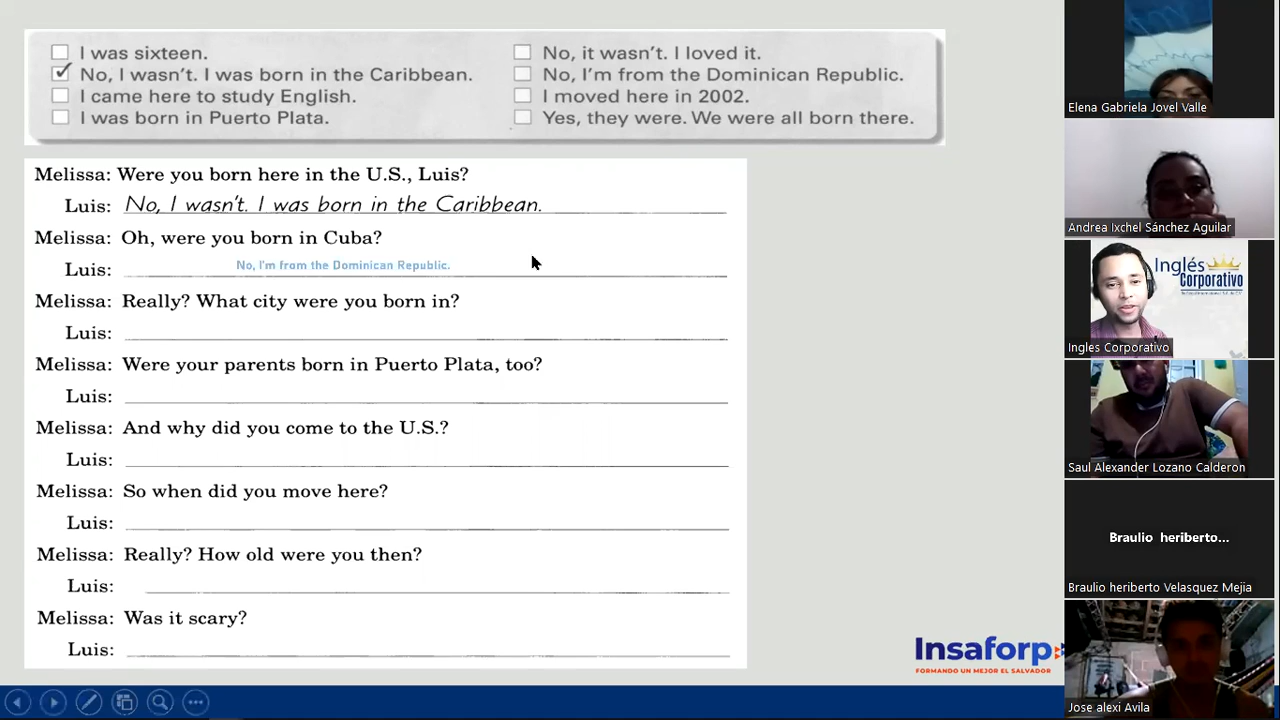 I was sixteen.
No, I wasn't. I was born in the Caribbean.
I came here to study English.
I was born in Puerto Plata.
No, it wasn't. I loved it.
No, I'm from the Dominican Republic.
I moved here in 2002.
Yes, they were. We were all born there.
Melissa: Were you born here in the U.S., Luis?
Luis: No, I wasn't. I was born in the Caribbean.
Melissa: Oh, were you born in Cuba?
Luis: No, I'm from the Dominican Republic.
Melissa: Really? What city were you born in?
Luis:
Melissa: Were your parents born in Puerto Plata, too?
Luis:
Melissa: And why did you come to the U.S.?
Luis:
Melissa: So when did you move here?
Luis:
Melissa: Really? How old were you then?
Luis:
Melissa: Was it scary?
Luis:
Insaforp
FORMANDO UN MEJOR EL SALVADOR
Elena Gabriela Jovel Valle
Andrea Ixchel Sánchez Aguilar
Inglés
Corporativo
Ingles Corporativo
Saul Alexander Lozano Calderon
Braulio heriberto...
Braulio heriberto Velasquez Mejia
Jose alexi Avila